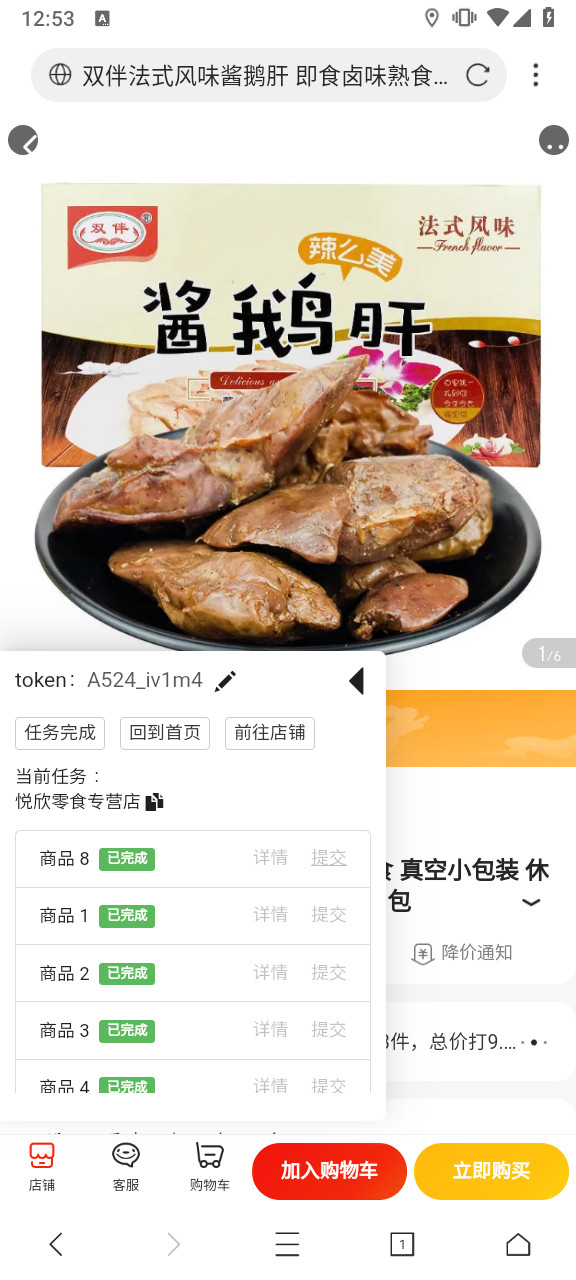 12:53
A
双伴法式风味酱鹅肝 即食卤味熟食...
双伴
®
法式风味
French flavor
辣么美
酱鹅肝
1/6
token： A524_iv1m4
任务完成 回到首页 前往店铺
当前任务：
悦欣零食专营店
食 真空小包装 休
包
降价通知
商品 8 已完成 详情 提交
商品 1 已完成 详情 提交
商品 2 已完成 详情 提交
商品 3 已完成 详情 提交
3件，总价打9....
商品 4 已完成 详情 提交
店铺 客服 购物车 加入购物车 立即购买
1